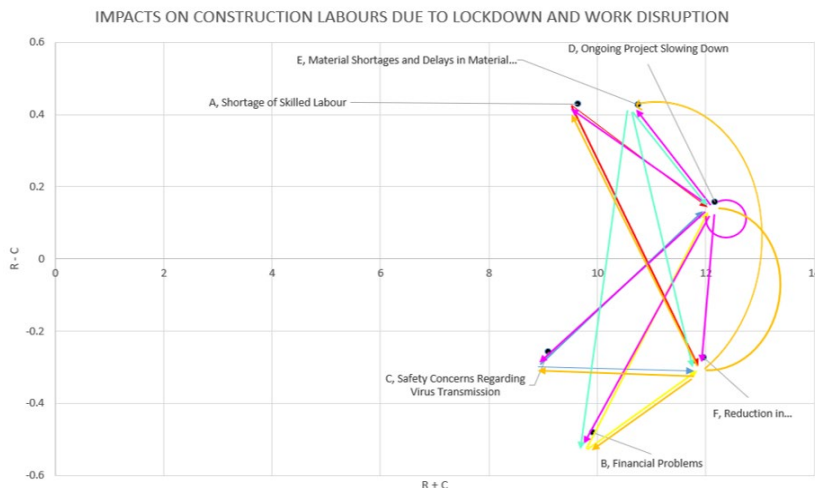 IMPACTS ON CONSTRUCTION LABOURS DUE TO LOCKDOWN AND WORK DISRUPTION
0.6
D, Ongoing Project Slowing Down
E, Material Shortages and Delays in Material...
0.4
A, Shortage of Skilled Labour
0.2
R - C
0
0
2
4
6
8
10
12
-0.2
C, Safety Concerns Regarding
Virus Transmission
-0.4
F, Reduction in...
B, Financial Problems
-0.6
R + C